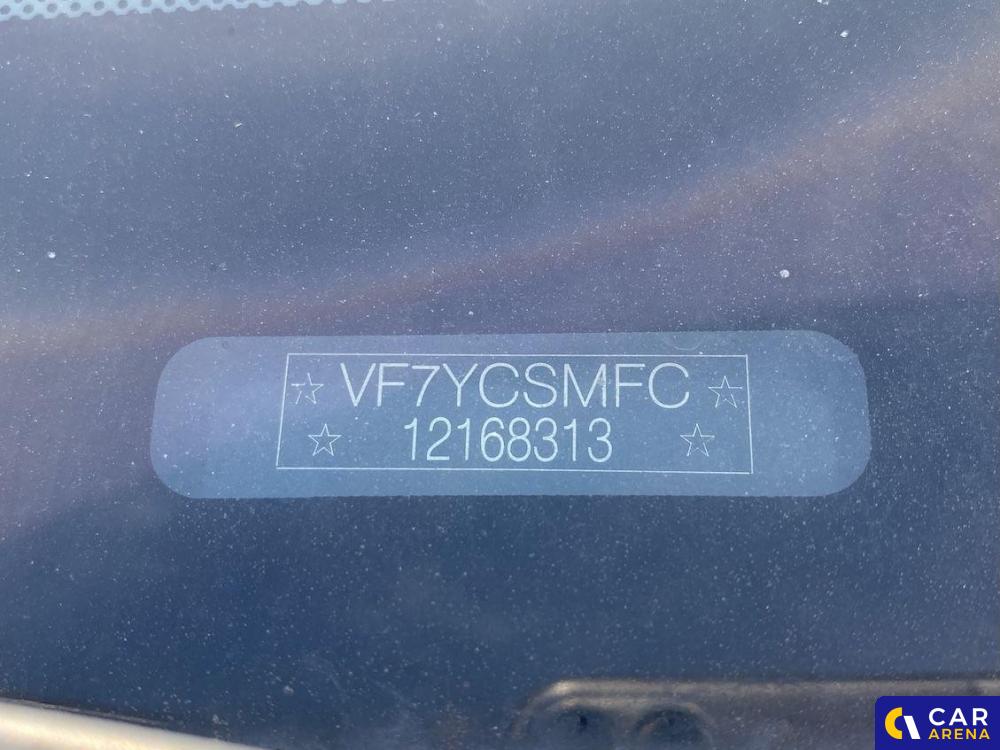 ☆ VF7YCSMFC ☆
☆ 12168313 ☆
CAR
ARENA